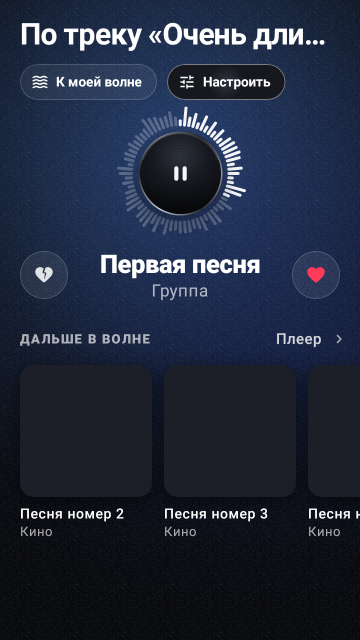 По треку «Очень дли...
К моей волне
Настроить
Первая песня
Группа
ДАЛЬШЕ В ВОЛНЕ
Плеер
Песня номер 2
Песня номер 3
Песня н
Кино
Кино
Кино